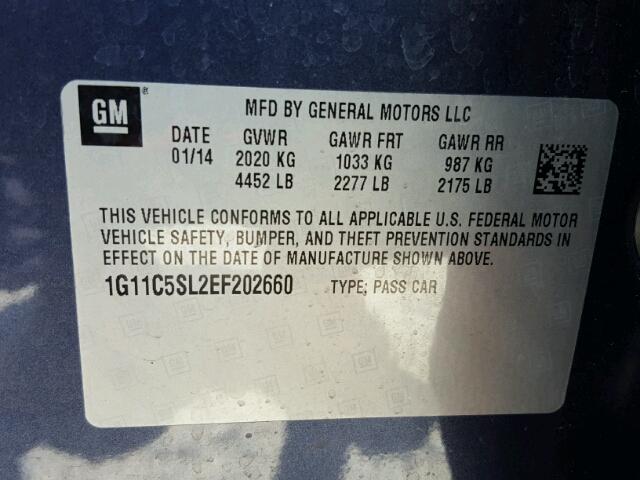 GM ® MFD BY GENERAL MOTORS LLC
DATE GVWR GAWR FRT GAWR RR
01/14 2020 KG 1033 KG 987 KG
4452 LB 2277 LB 2175 LB
THIS VEHICLE CONFORMS TO ALL APPLICABLE U.S. FEDERAL MOTOR
VEHICLE SAFETY, BUMPER, AND THEFT PREVENTION STANDARDS IN
EFFECT ON THE DATE OF MANUFACTURE SHOWN ABOVE.
1G11C5SL2EF202660 TYPE: PASS CAR